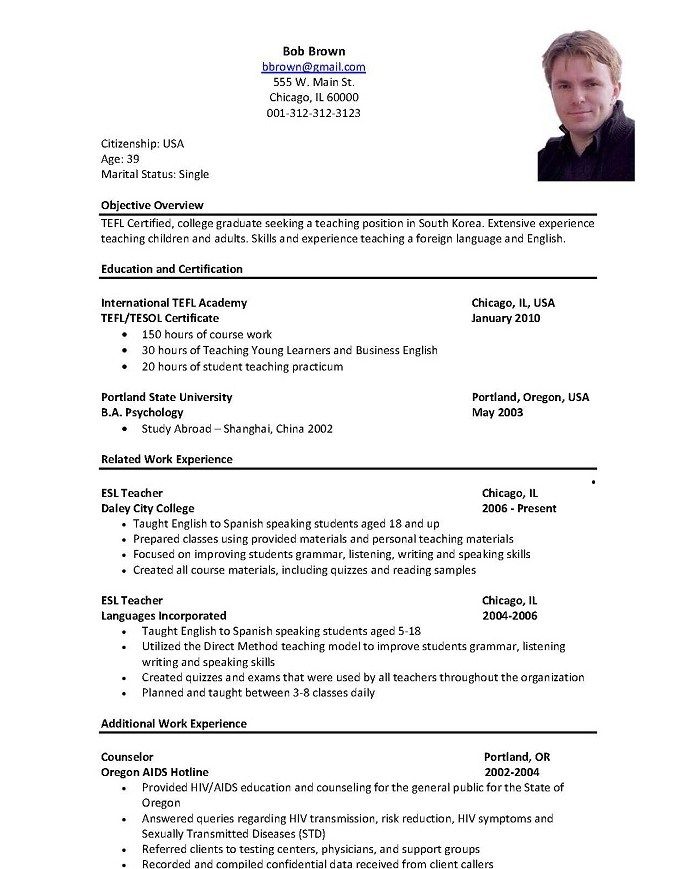 Bob Brown
bbrown@gmail.com
555 W. Main St.
Chicago, IL 60000
001-312-312-3123
Citizenship: USA
Age: 39
Marital Status: Single
Objective Overview
TEFL Certified, college graduate seeking a teaching position in South Korea. Extensive experience
teaching children and adults. Skills and experience teaching a foreign language and English.
Education and Certification
International TEFL Academy Chicago, IL, USA
TEFL/TESOL Certificate January 2010
• 150 hours of course work
• 30 hours of Teaching Young Learners and Business English
• 20 hours of student teaching practicum
Portland State University Portland, Oregon, USA
B.A. Psychology May 2003
• Study Abroad – Shanghai, China 2002
Related Work Experience
ESL Teacher Chicago, IL
Daley City College 2006 - Present
• Taught English to Spanish speaking students aged 18 and up
• Prepared classes using provided materials and personal teaching materials
• Focused on improving students grammar, listening, writing and speaking skills
• Created all course materials, including quizzes and reading samples
ESL Teacher Chicago, IL
Languages Incorporated 2004-2006
• Taught English to Spanish speaking students aged 5-18
• Utilized the Direct Method teaching model to improve students grammar, listening
writing and speaking skills
• Created quizzes and exams that were used by all teachers throughout the organization
• Planned and taught between 3-8 classes daily
Additional Work Experience
Counselor Portland, OR
Oregon AIDS Hotline 2002-2004
• Provided HIV/AIDS education and counseling for the general public for the State of
Oregon
• Answered queries regarding HIV transmission, risk reduction, HIV symptoms and
Sexually Transmitted Diseases (STD)
• Referred clients to testing centers, physicians, and support groups
• Recorded and compiled confidential data received from client callers